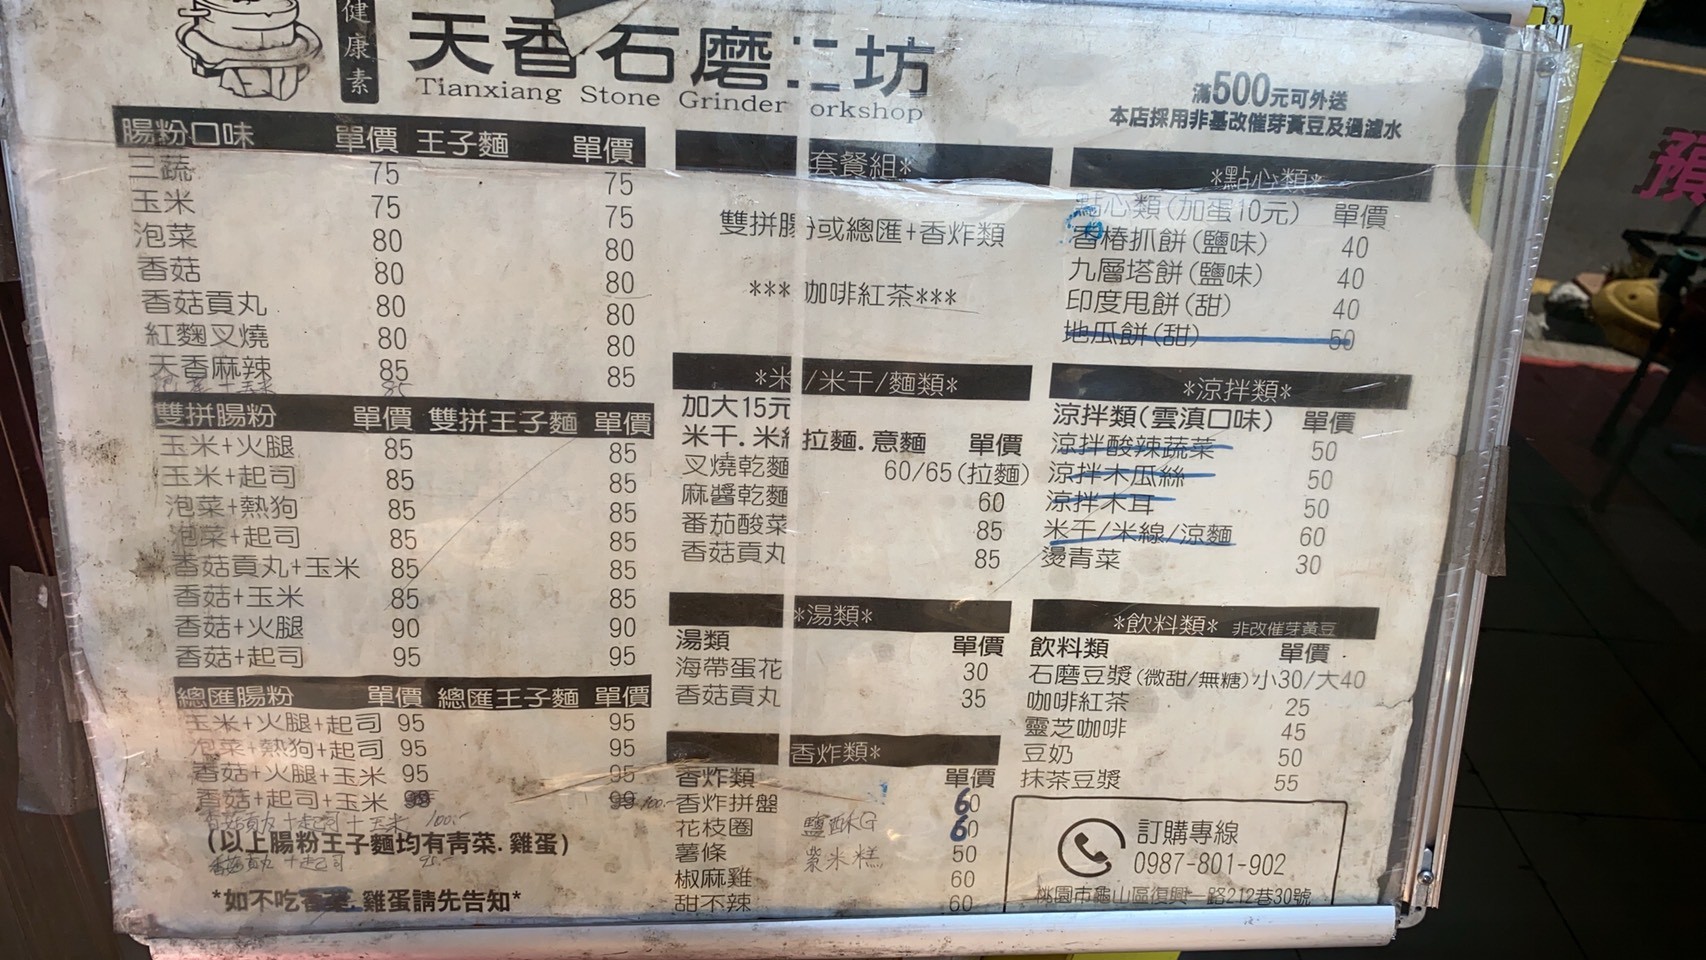 健康素
天香石磨工坊
Tianxiang Stone Grinder orkshop
滿500元可外送
本店採用非基改催芽黃豆及過濾水
腸粉口味 單價 王子麵 單價
三蔬 75 75
玉米 75 75
泡菜 80 80
香菇 80 80
香菇貢丸 80 80
紅麴叉燒 80 80
天香麻辣 85 85
85
雙拼腸粉 單價 雙拼王子麵 單價
玉米+火腿 85 85
玉米+起司 85 85
泡菜+熱狗 85 85
泡菜+起司 85 85
香菇貢丸+玉米 85 85
香菇+玉米 85 85
香菇+火腿 90 90
香菇+起司 95 95
總匯腸粉 單價 總匯王子麵 單價
玉米+火腿+起司 95 95
泡菜+熱狗+起司 95 95
香菇+火腿+玉米 95 95
香菇+起司+玉米 99 99 100.-
香菇貢丸+起司+玉米 100.-
(以上腸粉王子麵均有青菜.雞蛋)
香菇貢丸+起司 95.-
*如不吃香菜.雞蛋請先告知*
套餐組*
雙拼腸粉或總匯+香炸類
***咖啡紅茶***
*米 /米干/麵類*
加大15元
米干.米線 拉麵.意麵 單價
叉燒乾麵 60/65(拉麵)
麻醬乾麵 60
番茄酸菜 85
香菇貢丸 85
*湯類*
湯類 單價
海帶蛋花 30
香菇貢丸 35
香炸類*
香炸類 單價
香炸拼盤 60
花枝圈 鹽酥G 60
薯條 紫米糕 50
椒麻雞 60
甜不辣 60
*點心類*
點心類(加蛋10元) 單價
香椿抓餅(鹽味) 40
九層塔餅(鹽味) 40
印度甩餅(甜) 40
地瓜餅(甜) 50
*涼拌類*
涼拌類(雲滇口味) 單價
涼拌酸辣蔬菜 50
涼拌木瓜絲 50
涼拌木耳 50
米干/米線/涼麵 60
燙青菜 30
*飲料類* 非改催芽黃豆
飲料類 單價
石磨豆漿(微甜/無糖) 小30/大40
咖啡紅茶 25
靈芝咖啡 45
豆奶 50
抹茶豆漿 55
訂購專線
0987-801-902
桃園市龜山區復興一路212巷30號
預